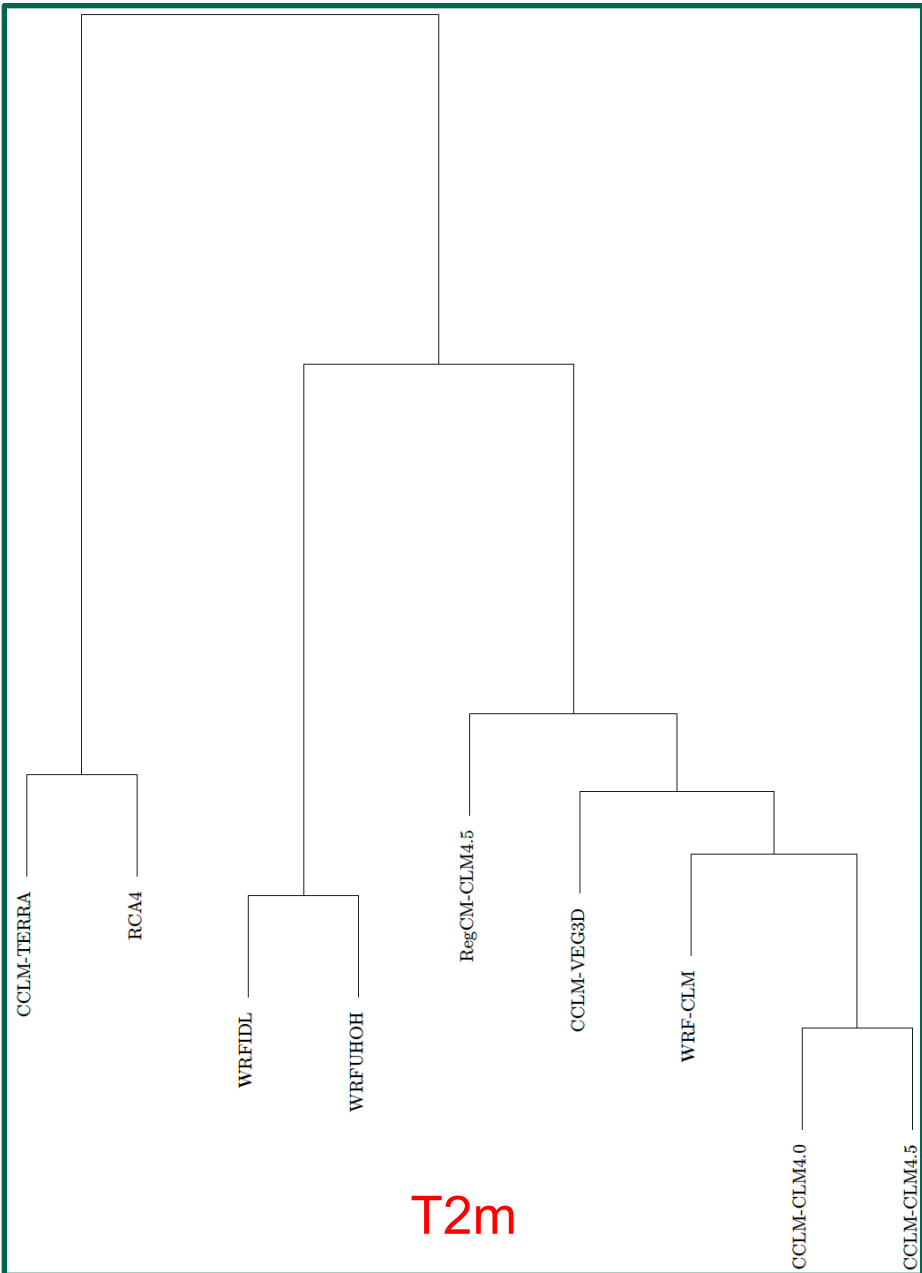 CCLM-TERRA
RCA4
WRFIDL
WRFUHOH
RegCM-CLM4.5
CCLM-VEG3D
WRF-CLM
CCLM-CLM4.0
CCLM-CLM4.5
T2m